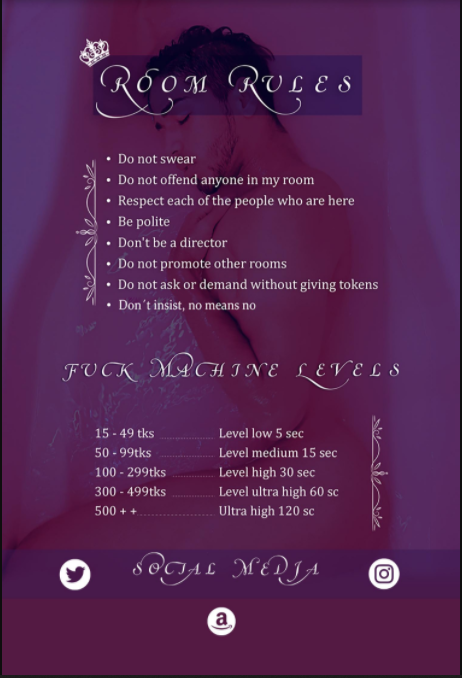 Room Rules
• Do not swear
• Do not offend anyone in my room
• Respect each of the people who are here
• Be polite
• Don't be a director
• Do not promote other rooms
• Do not ask or demand without giving tokens
• Don´t insist, no means no
FUCK MACHINE LEVELS
15 - 49 tks ........................ Level low 5 sec
50 - 99tks ........................ Level medium 15 sec
100 - 299tks .................... Level high 30 sec
300 - 499tks .................... Level ultra high 60 sc
500 + + ............................ Ultra high 120 sc
SOCIAL MEDIA